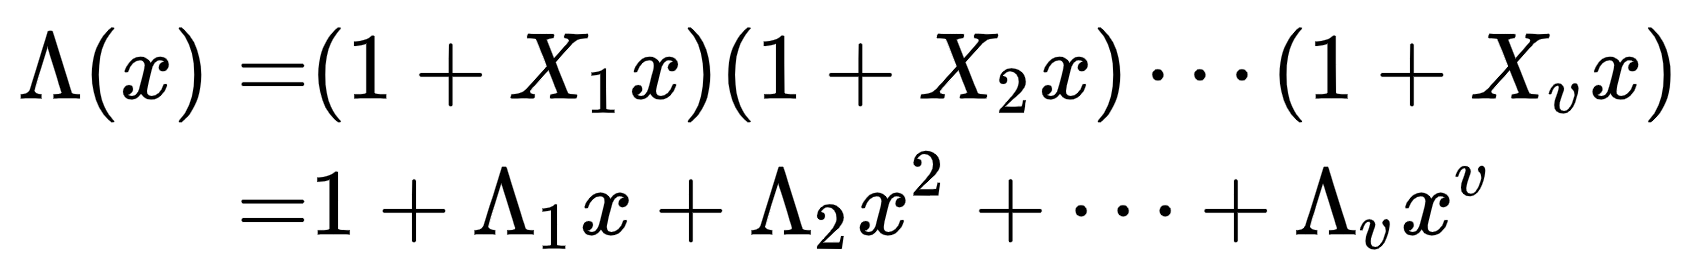 Λ(x) =(1 + X₁x)(1 + X₂x) ⋯ (1 + Xᵥx)
=1 + Λ₁x + Λ₂x² + ⋯ + Λᵥxᵛ